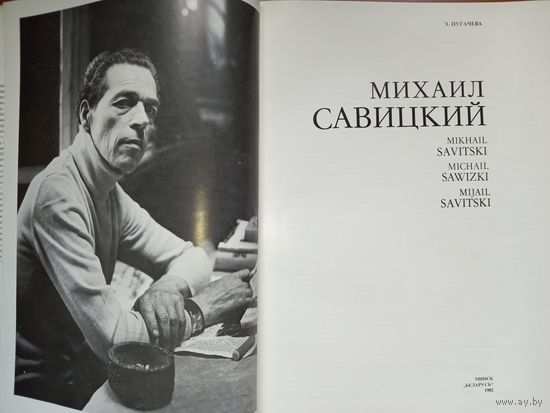 Э. ПУГАЧЕВА
МИХАИЛ
САВИЦКИЙ
MIKHAIL
SAVITSKI
MICHAIL
SAWIZKI
MIJAIL
SAVITSKI
МИНСК
„БЕЛАРУСЬ"
1982
www.ay.by